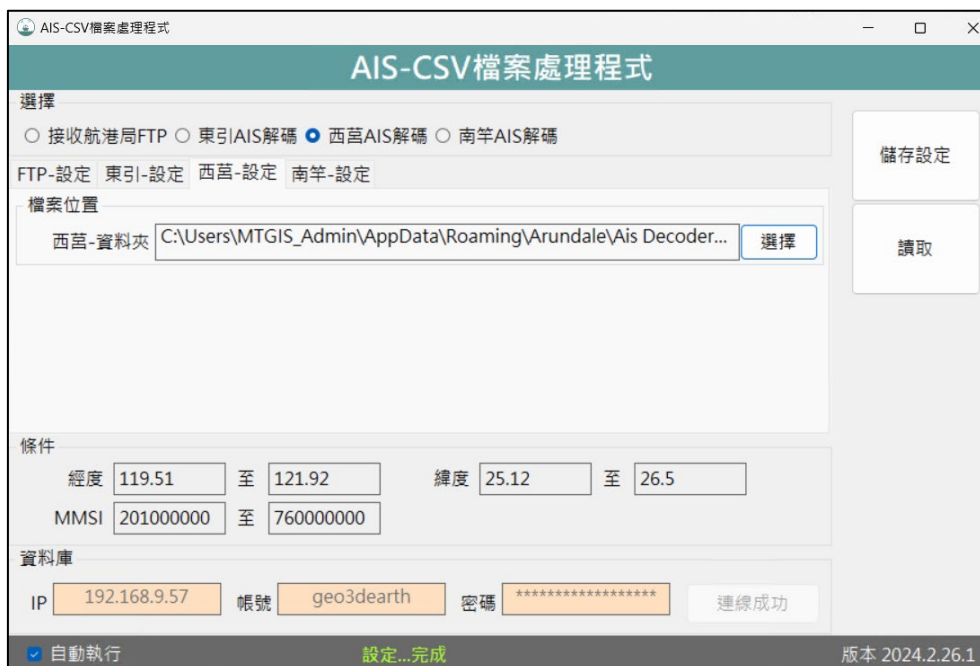 AIS-CSV檔案處理程式
AIS-CSV檔案處理程式
選擇
接收航港局FTP 東引AIS解碼 西莒AIS解碼 南竿AIS解碼
儲存設定
FTP-設定 東引-設定 西莒-設定 南竿-設定
檔案位置
西莒-資料夾 C:\Users\MTGIS_Admin\AppData\Roaming\Arundale\Ais Decoder... 選擇
讀取
條件
經度 119.51 至 121.92 緯度 25.12 至 26.5
MMSI 201000000 至 760000000
資料庫
IP 192.168.9.57 帳號 geo3dearth 密碼 ****************** 連線成功
自動執行 設定...完成 版本 2024.2.26.1